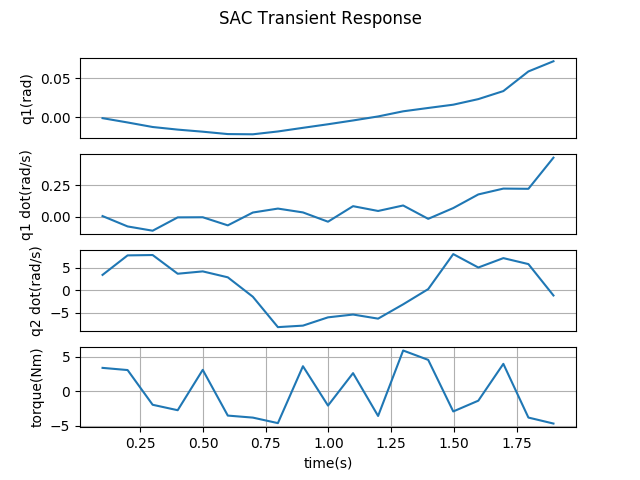 SAC Transient Response
q1(rad)
0.05
0.00
q1 dot(rad/s)
0.25
0.00
q2 dot(rad/s)
5
0
−5
torque(Nm)
5
0
−5
0.25 0.50 0.75 1.00 1.25 1.50 1.75
time(s)